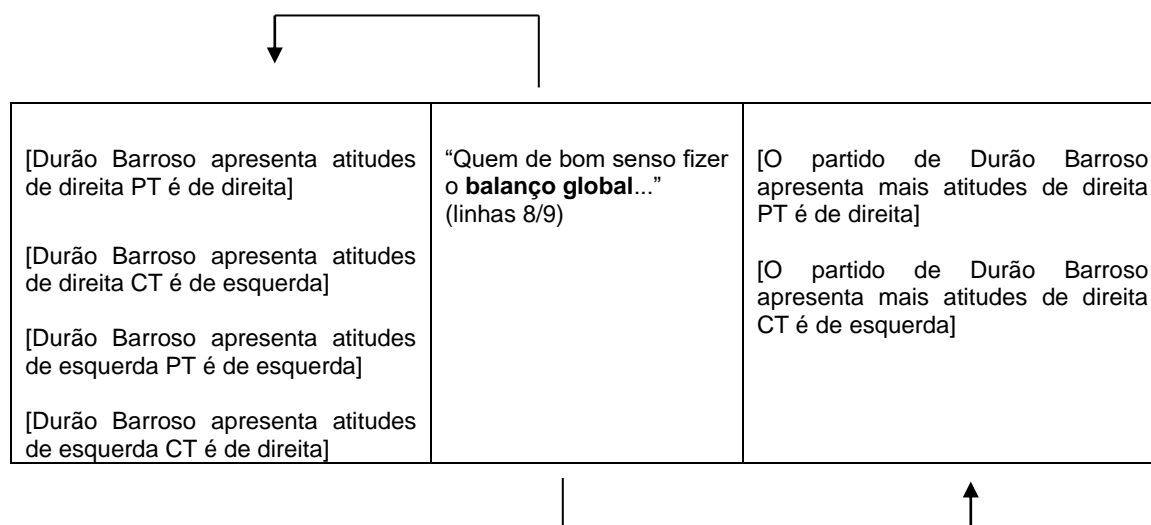 [Durão Barroso apresenta atitudes
de direita PT é de direita]
[Durão Barroso apresenta atitudes
de direita CT é de esquerda]
[Durão Barroso apresenta atitudes
de esquerda PT é de esquerda]
[Durão Barroso apresenta atitudes
de esquerda CT é de direita]
“Quem de bom senso fizer
o balanço global...”
(linhas 8/9)
[O partido de Durão Barroso
apresenta mais atitudes de direita
PT é de direita]
[O partido de Durão Barroso
apresenta mais atitudes de direita
CT é de esquerda]